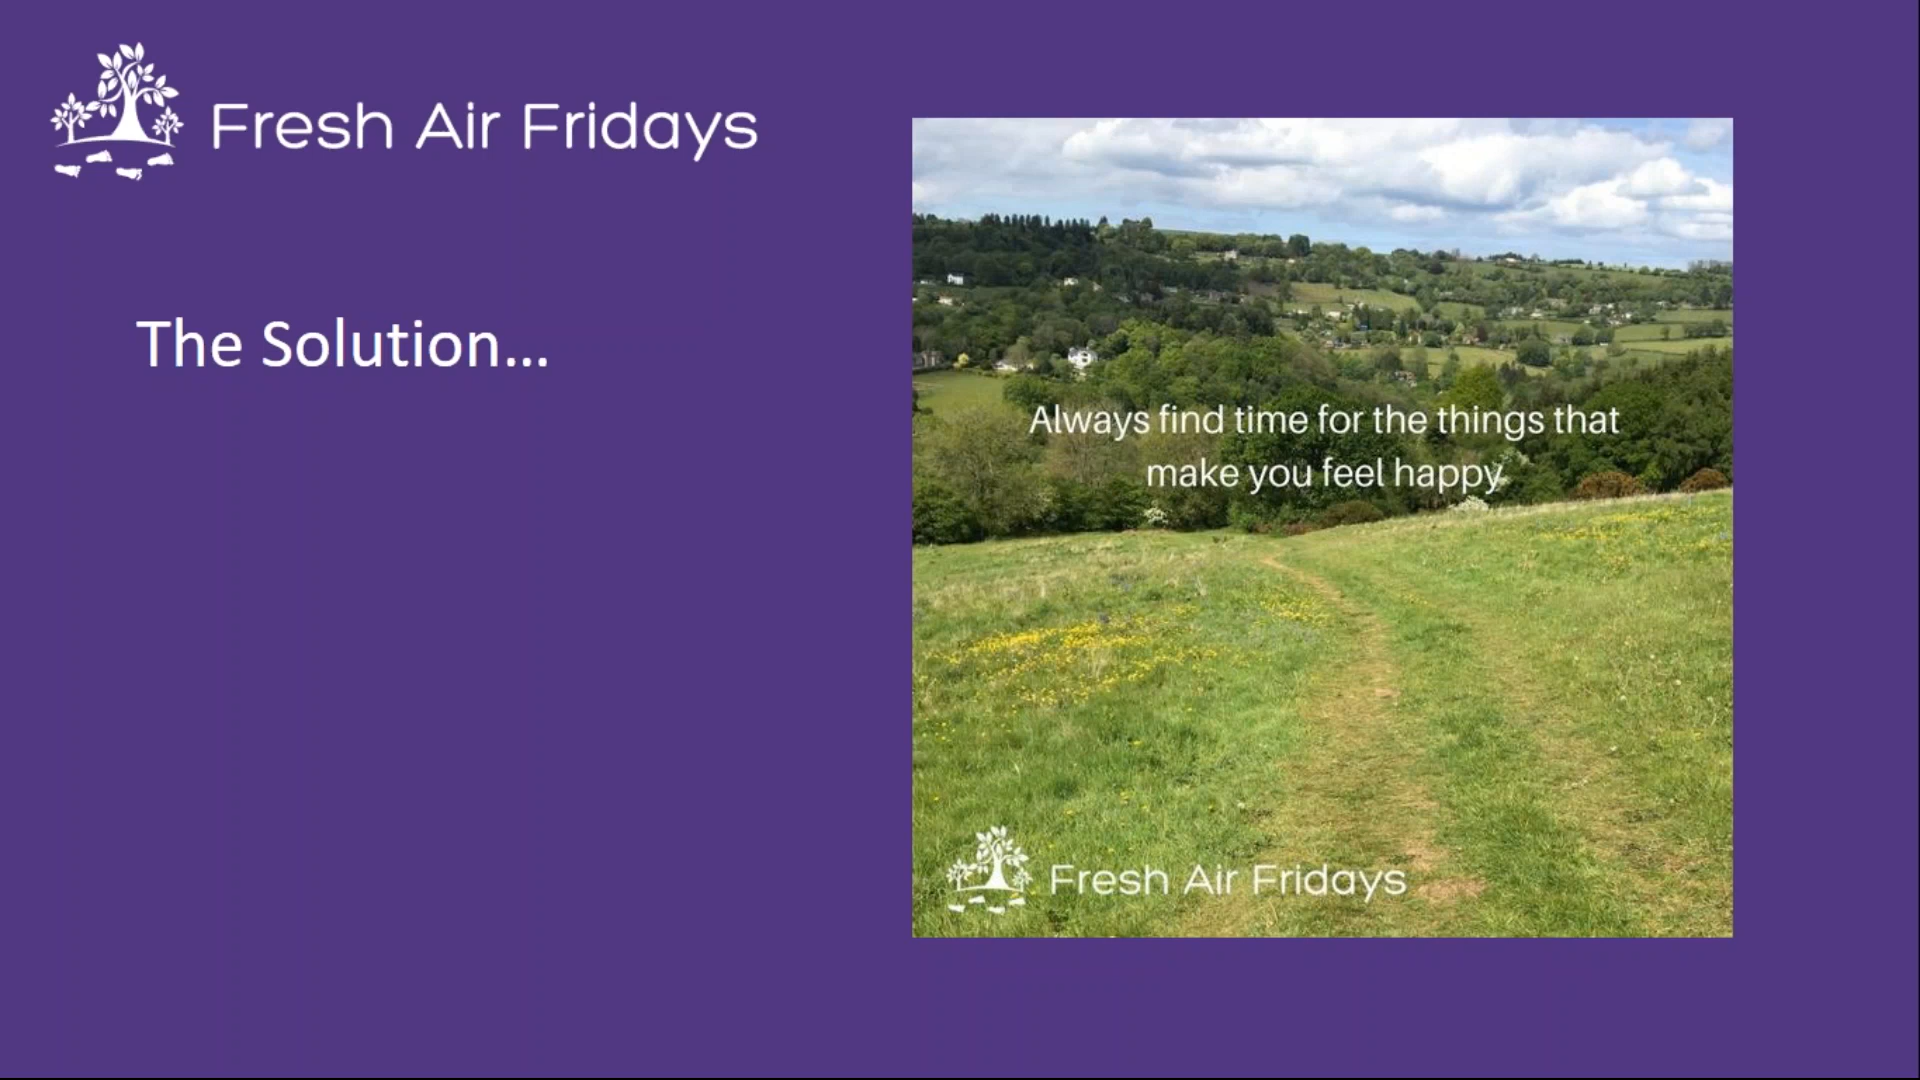 Fresh Air Fridays
The Solution...
Always find time for the things that
make you feel happy
Fresh Air Fridays